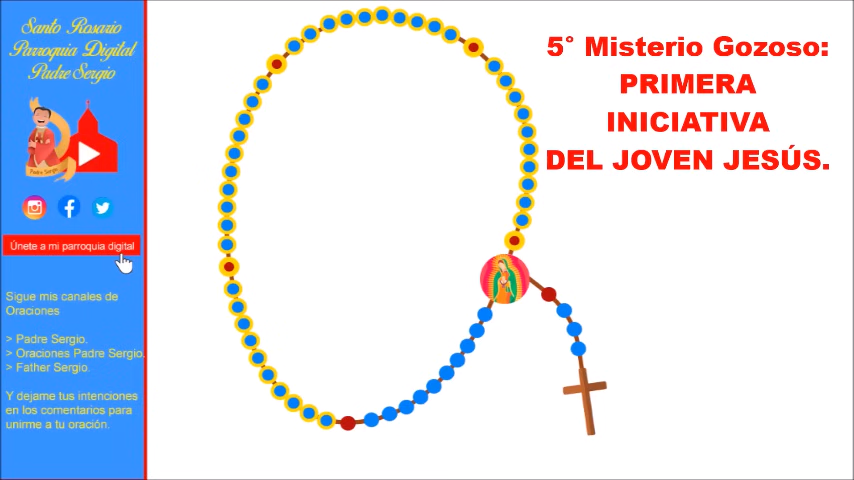 Santo Rosario
Parroquia Digital
Padre Sergio
Padre Sergio
Únete a mi parroquia digital
Sigue mis canales de
Oraciones
> Padre Sergio.
> Oraciones Padre Sergio.
> Father Sergio.
Y dejame tus intenciones
en los comentarios para
unirme a tu oración.
5° Misterio Gozoso:
PRIMERA
INICIATIVA
DEL JOVEN JESÚS.